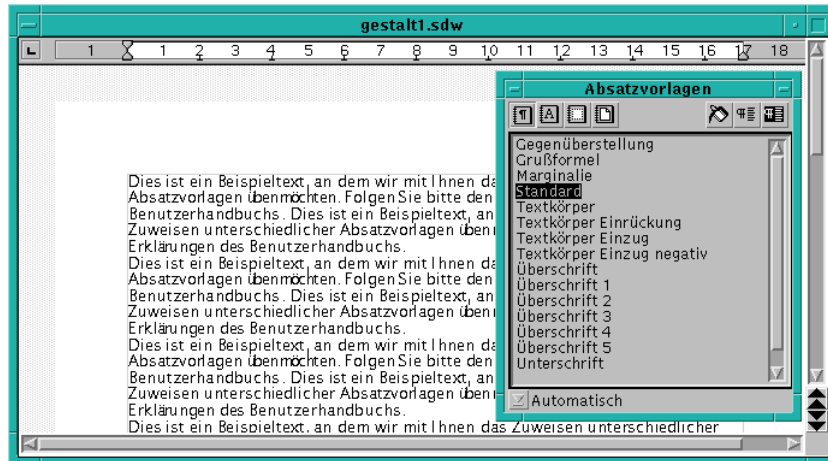 gestalt1.sdw
1 1 2 3 4 5 6 7 8 9 10 11 12 13 14 15 16 17 18
Absatzvorlagen
Gegenüberstellung
Grußformel
Marginalie
Standard
Textkörper
Textkörper Einrückung
Textkörper Einzug
Textkörper Einzug negativ
Überschrift
Überschrift 1
Überschrift 2
Überschrift 3
Überschrift 4
Überschrift 5
Unterschrift
Automatisch
Dies ist ein Beispieltext, an dem wir mit Ihnen da
Absatzvorlagen üben möchten. Folgen Sie bitte den
Benutzerhandbuchs. Dies ist ein Beispieltext, an
Zuweisen unterschiedlicher Absatzvorlagen üben
Erklärungen des Benutzerhandbuchs.
Dies ist ein Beispieltext, an dem wir mit Ihnen da
Absatzvorlagen üben möchten. Folgen Sie bitte den
Benutzerhandbuchs. Dies ist ein Beispieltext, an
Zuweisen unterschiedlicher Absatzvorlagen üben
Erklärungen des Benutzerhandbuchs.
Dies ist ein Beispieltext, an dem wir mit Ihnen da
Absatzvorlagen üben möchten. Folgen Sie bitte den
Benutzerhandbuchs. Dies ist ein Beispieltext, an
Zuweisen unterschiedlicher Absatzvorlagen üben
Erklärungen des Benutzerhandbuchs.
Dies ist ein Beispieltext, an dem wir mit Ihnen das Zuweisen unterschiedlicher